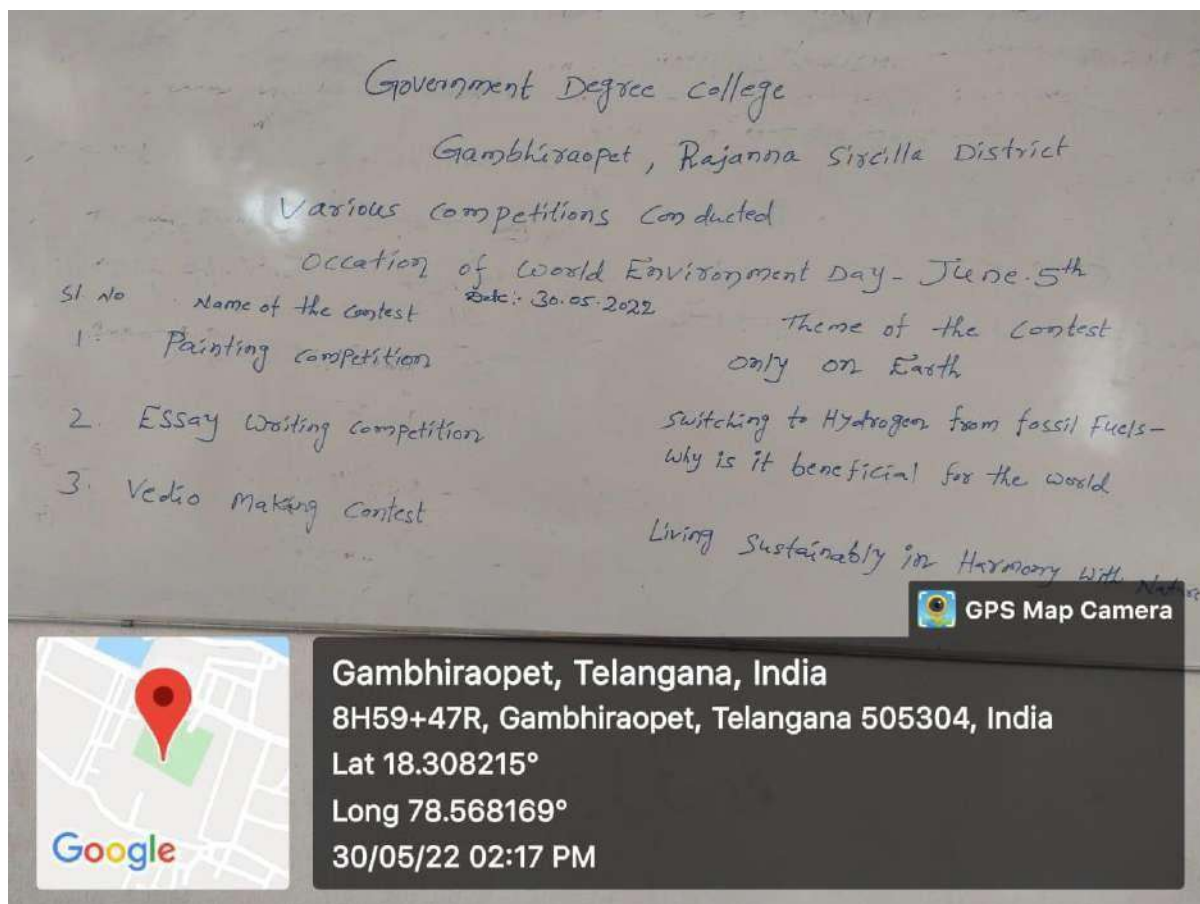 Government Degree College
Gambhiraopet, Rajanna Sircilla District
Various Competitions Conducted
Occation of World Environment Day - June.5th
Date:- 30.05.2022
Sl. No Name of the Contest Theme of the Contest
1. Painting Competition only on Earth
2. Essay Writing Competition Switching to Hydrogen from fossil Fuels-
why is it beneficial for the world
3. Vedio Making Contest Living Sustainably in Harmony With Nature
GPS Map Camera
Gambhiraopet, Telangana, India
8H59+47R, Gambhiraopet, Telangana 505304, India
Lat 18.308215°
Long 78.568169°
30/05/22 02:17 PM
Google